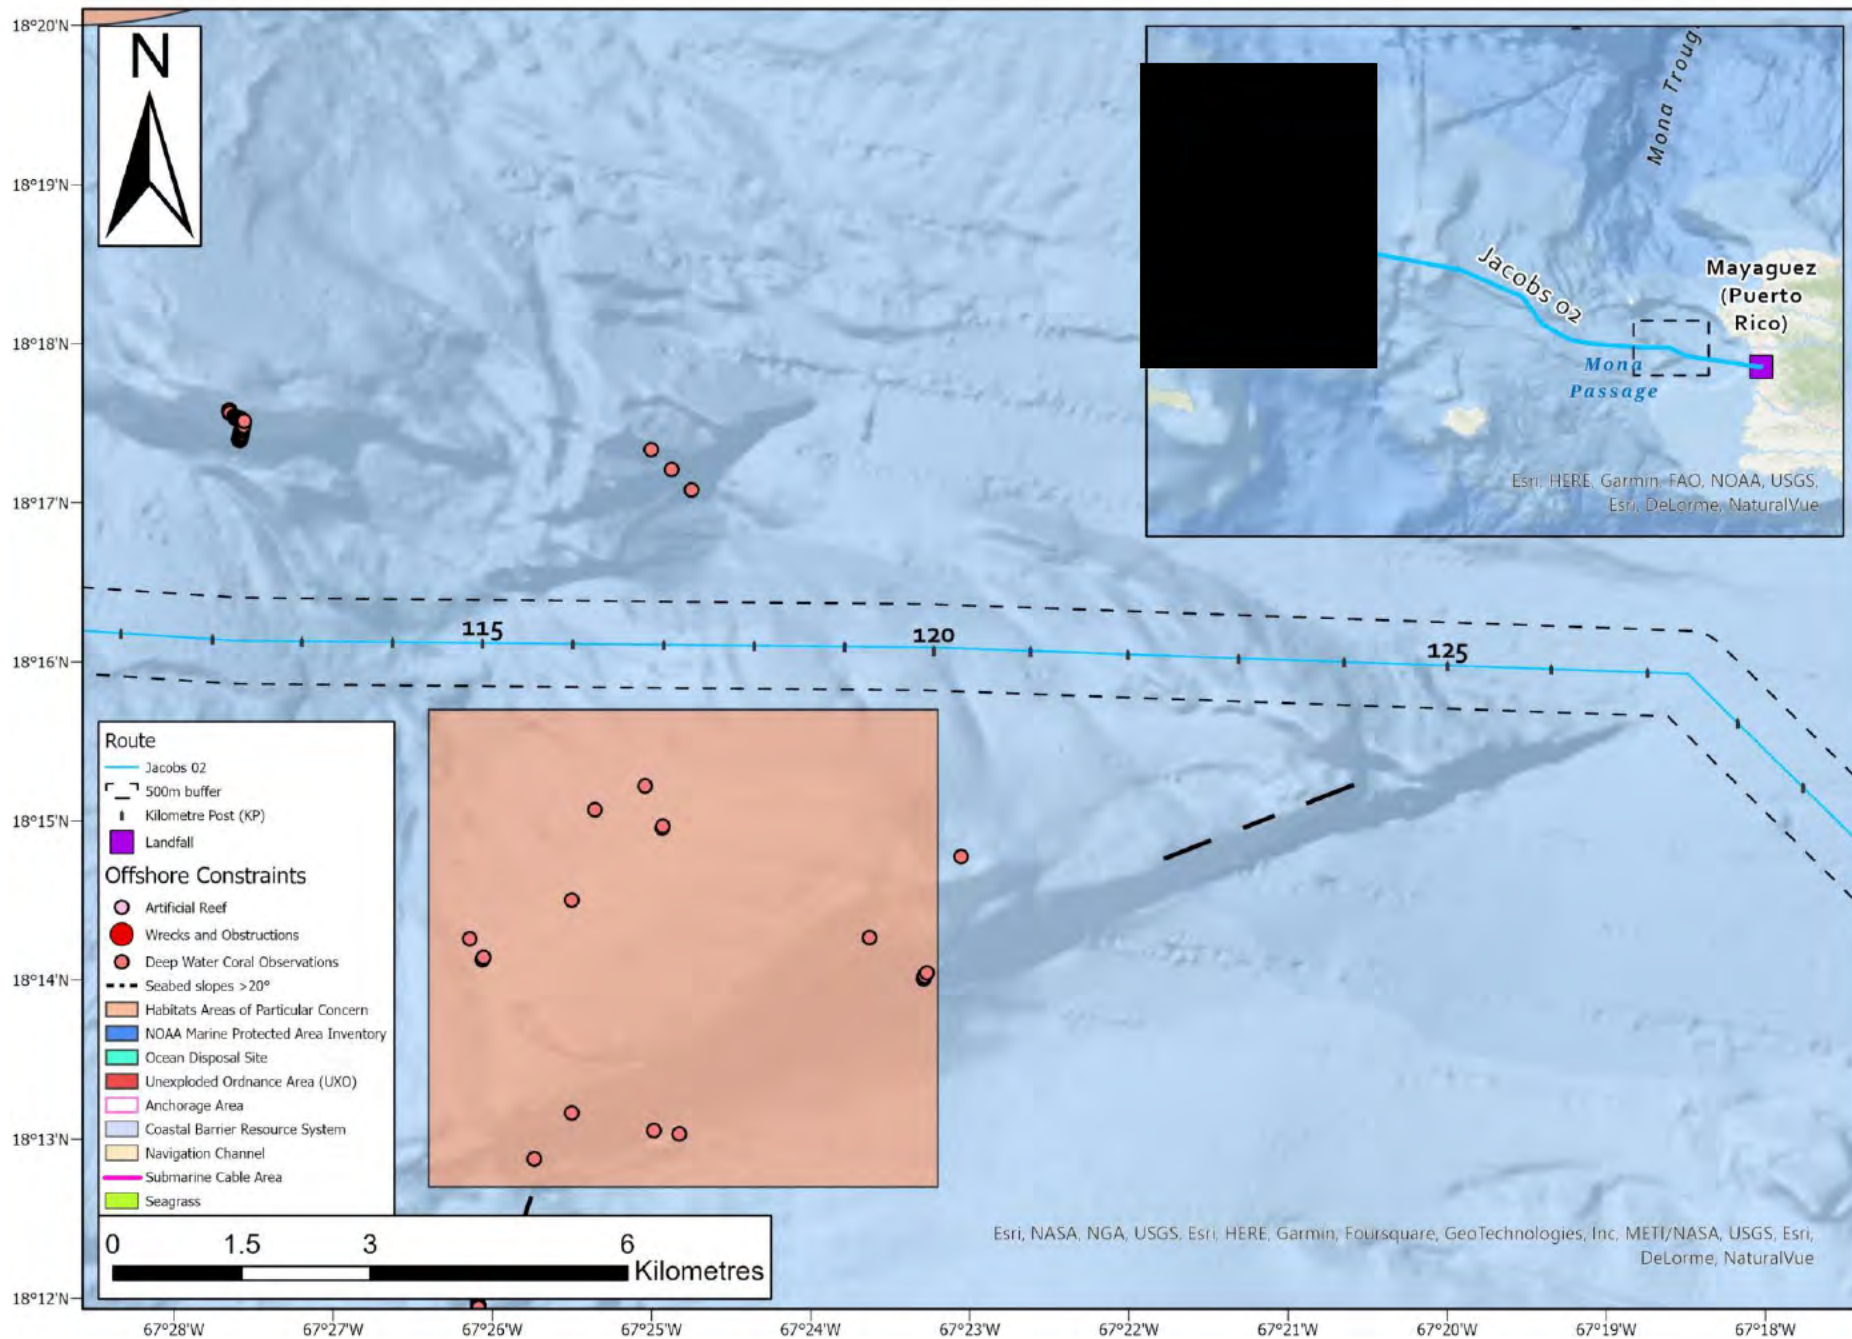 18°20'N
18°19'N
18°18'N
18°17'N
18°16'N
18°15'N
18°14'N
18°13'N
18°12'N
N
Mona Troug
Jacobs 02
Mayaguez
(Puerto
Rico)
Mona
Passage
Esri, HERE, Garmin, FAO, NOAA, USGS,
Esri, DeLorme, NaturalVue
115
120
125
Route
Jacobs 02
500m buffer
Kilometre Post (KP)
Landfall
Offshore Constraints
Artificial Reef
Wrecks and Obstructions
Deep Water Coral Observations
Seabed slopes >20°
Habitats Areas of Particular Concern
NOAA Marine Protected Area Inventory
Ocean Disposal Site
Unexploded Ordnance Area (UXO)
Anchorage Area
Coastal Barrier Resource System
Navigation Channel
Submarine Cable Area
Seagrass
0 1.5 3 6
Kilometres
Esri, NASA, NGA, USGS, Esri, HERE, Garmin, Foursquare, GeoTechnologies, Inc, METI/NASA, USGS, Esri,
DeLorme, NaturalVue
67°28'W 67°27'W 67°26'W 67°25'W 67°24'W 67°23'W 67°22'W 67°21'W 67°20'W 67°19'W 67°18'W